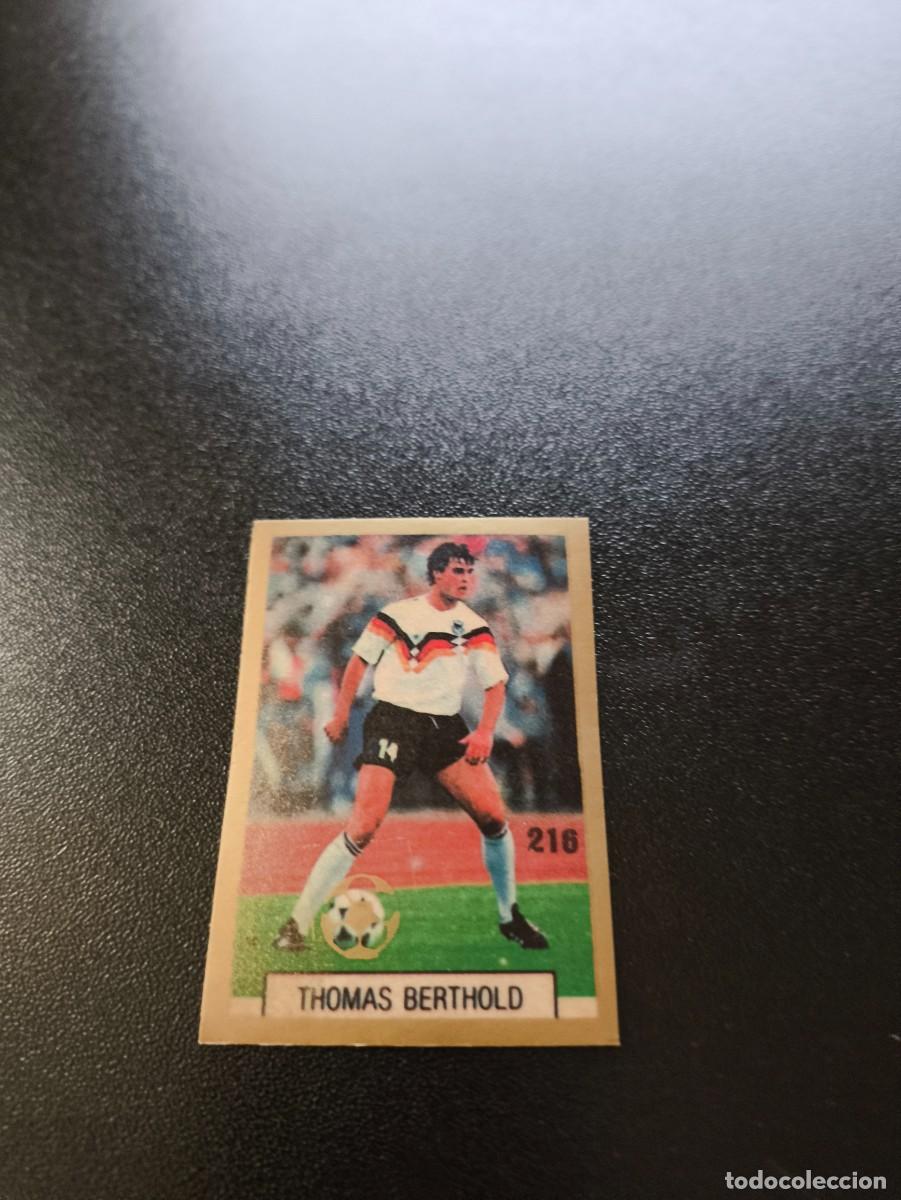 14
216
THOMAS BERTHOLD
todocoleccion